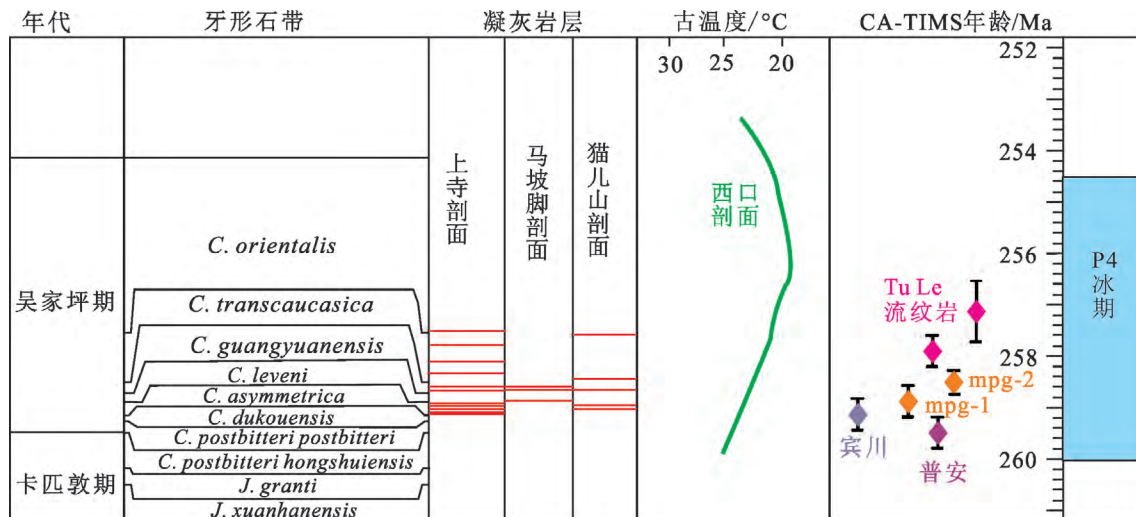 年代 牙形石带 凝灰岩层 古温度/°C CA-TIMS年龄/Ma
30 25 20
252
254
256
258
260
上寺剖面
马坡脚剖面
猫儿山剖面
西口
剖面
吴家坪期
卡匹敦期
C. orientalis
C. transcaucasica
C. guangyuanensis
C. leveni
C. asymmetrica
C. dukouensis
C. postbitteri postbitteri
C. postbitteri hongshuiensis
J. granti
J. xuanhanensis
Tu Le
流纹岩
mpg-2
mpg-1
宾川
普安
P4
冰
期